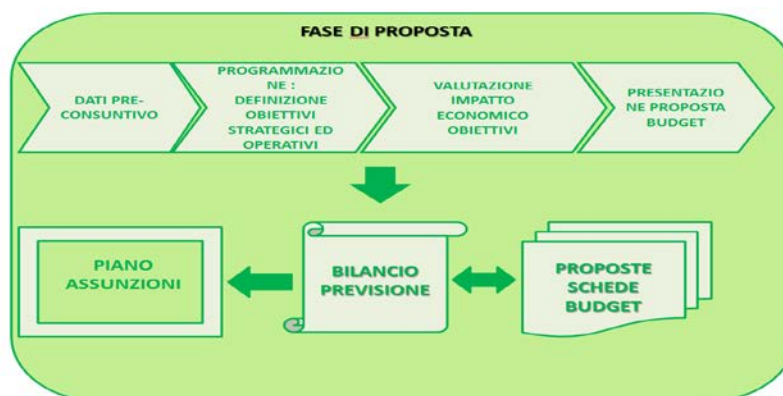 FASE DI PROPOSTA
DATI PRE-
CONSUNTIVO
PROGRAMMAZIO
NE :
DEFINIZIONE
OBIETTIVI
STRATEGICI ED
OPERATIVI
VALUTAZIONE
IMPATTO
ECONOMICO
OBIETTIVI
PRESENTAZIO
NE PROPOSTA
BUDGET
PIANO
ASSUNZIONI
BILANCIO
PREVISIONE
PROPOSTE
SCHEDE
BUDGET